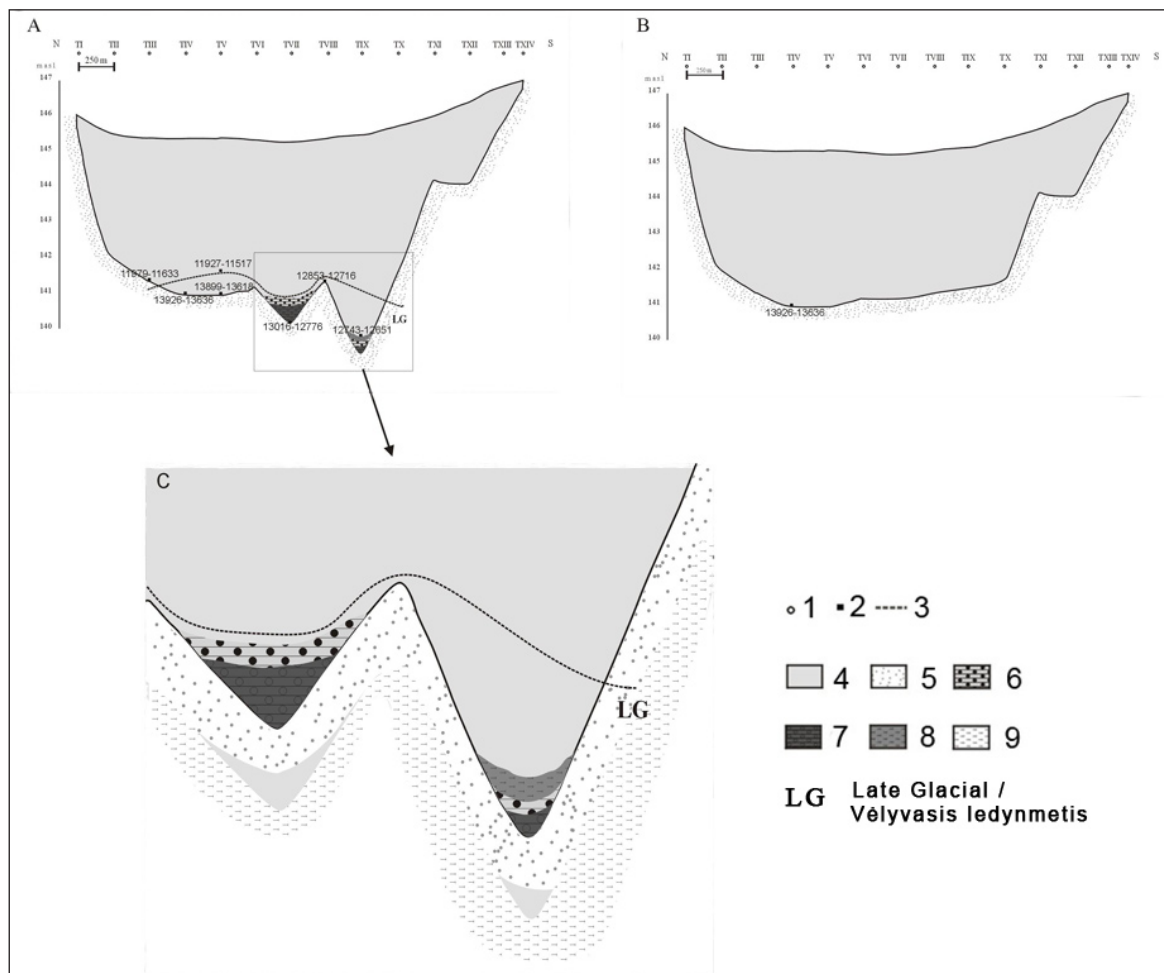 A
N TI TII TIII TIV TV TVI TVII TVIII TIX TX TXI TXII TXIII TXIV S
250 m
m a s l
147
146
145
144
143
142
141
140
11979-11633
11927-11517
13926-13636
13899-13618
12853-12716
13016-12776
12743-12651
LG
B
N TI TII TIII TIV TV TVI TVII TVIII TIX TX TXI TXII TXIII TXIV S
250 m
m a s l
147
146
145
144
143
142
141
140
13926-13636
C
LG
1 2 3
4 5 6
7 8 9
LG Late Glacial /
Vėlyvasis ledynmetis